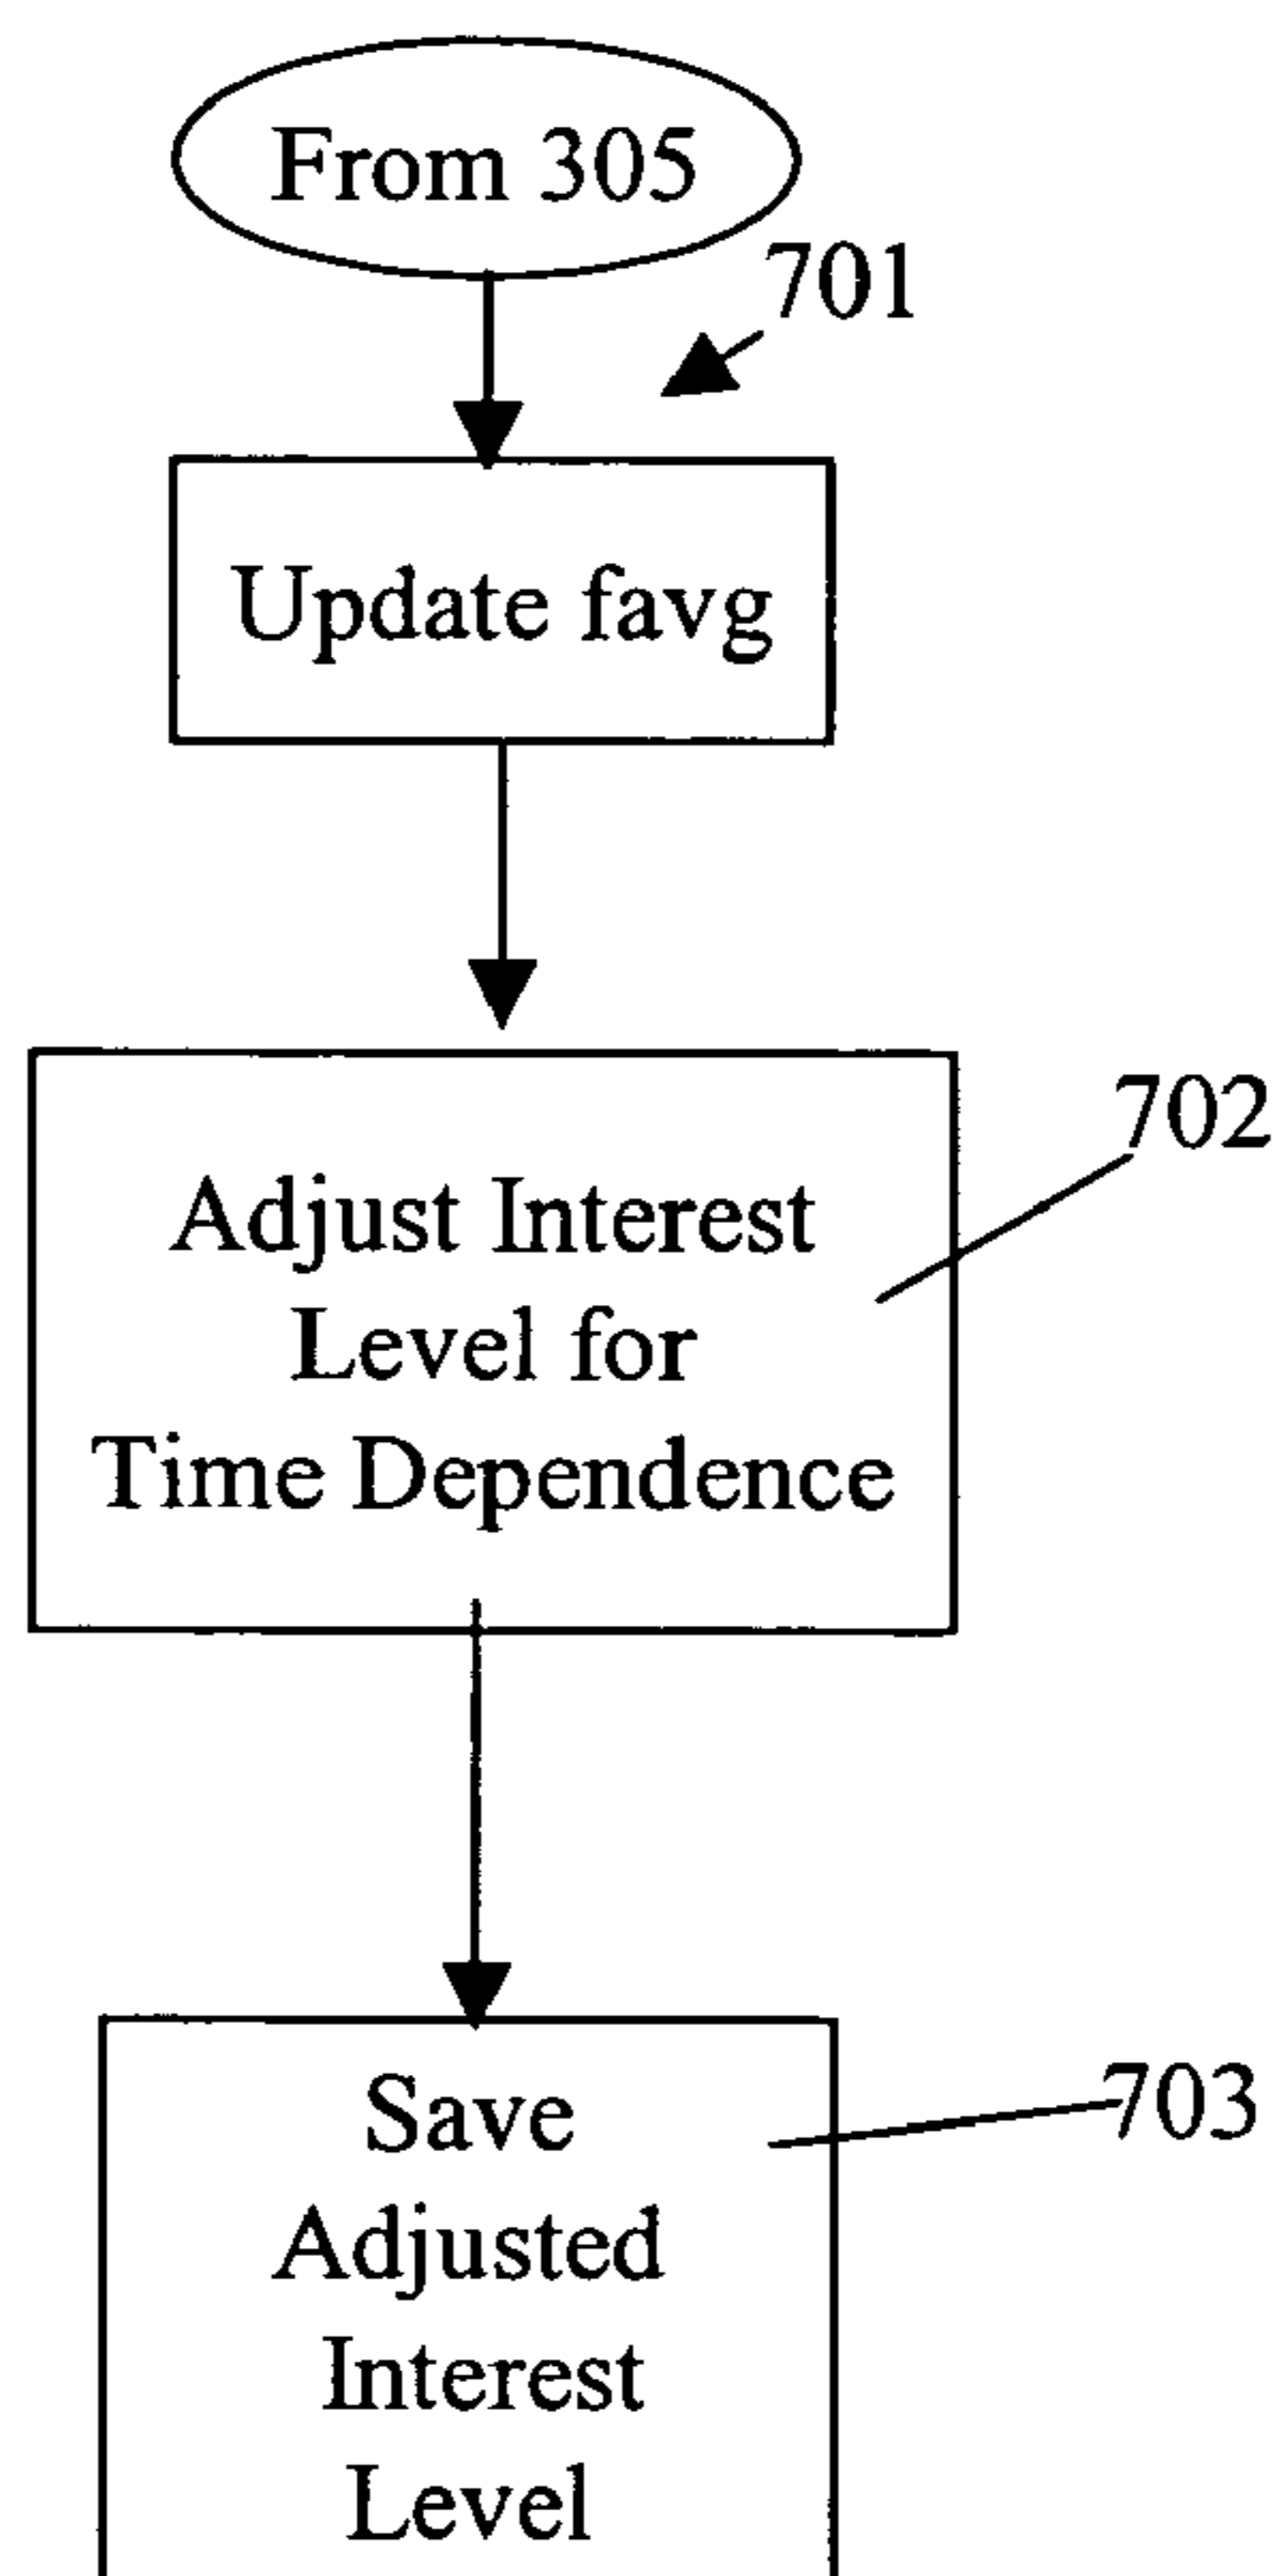 From 305
701
Update favg
702
Adjust Interest
Level for
Time Dependence
703
Save
Adjusted
Interest
Level